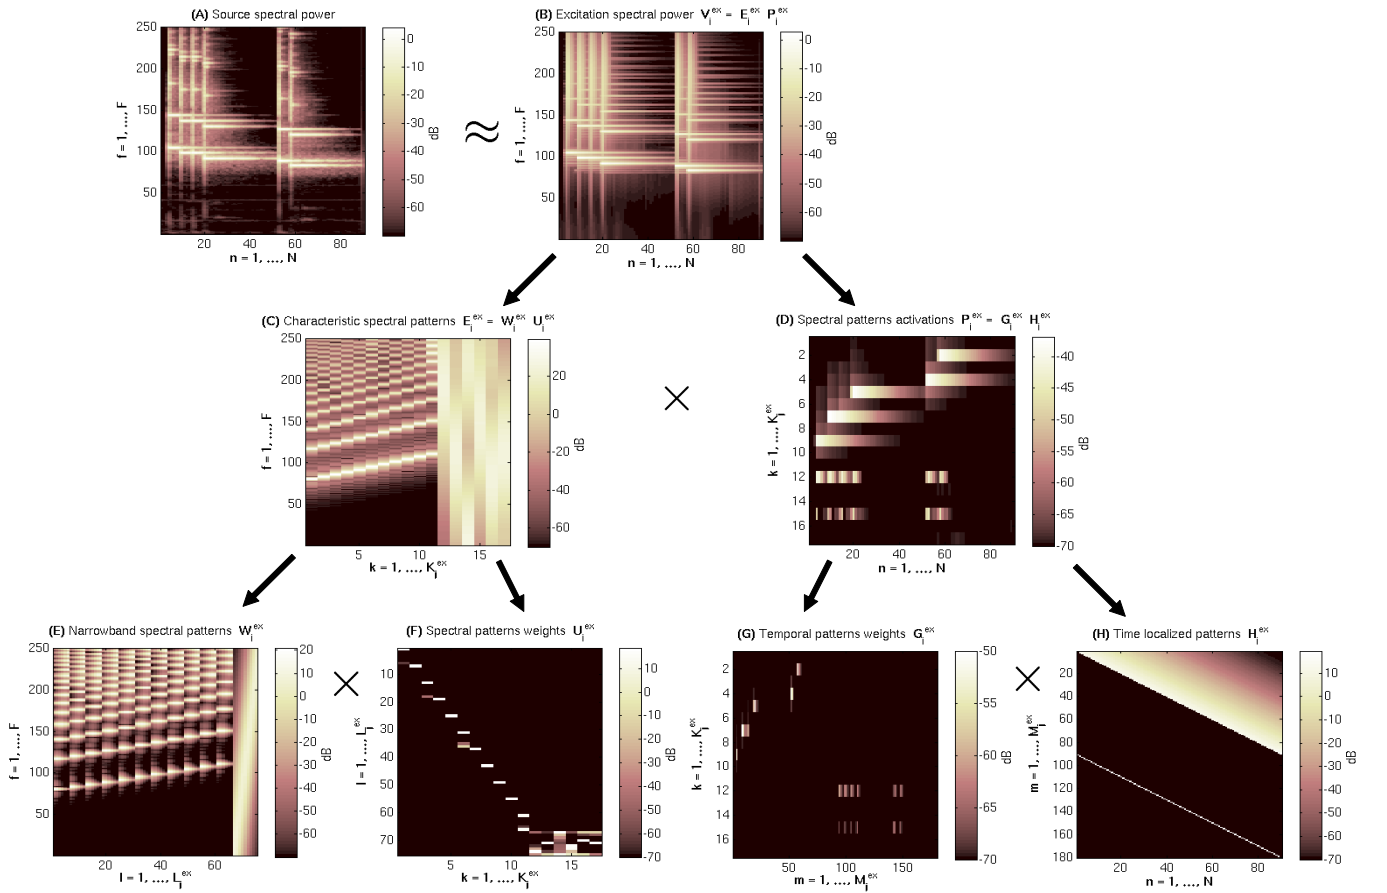 (A) Source spectral power
(B) Excitation spectral power V_j^ex = E_j^ex P_j^ex
250
200
150
100
50
f = 1, ..., F
20 40 60 80
n = 1, ..., N
0
-10
-20
-30
-40
-50
-60
dB
≈
250
200
150
100
50
f = 1, ..., F
20 40 60 80
n = 1, ..., N
0
-10
-20
-30
-40
-50
-60
dB
(C) Characteristic spectral patterns E_j^ex = W_j^ex U_j^ex
250
200
150
100
50
f = 1, ..., F
5 10 15
k = 1, ..., K_j^ex
20
0
-20
-40
-60
dB
×
(D) Spectral patterns activations P_j^ex = G_j^ex H_j^ex
2
4
6
8
10
12
14
16
k = 1, ..., K_j^ex
20 40 60 80
n = 1, ..., N
-40
-45
-50
-55
-60
-65
-70
dB
(E) Narrowband spectral patterns W_j^ex
250
200
150
100
50
f = 1, ..., F
20 40 60
l = 1, ..., L_j^ex
20
10
0
-10
-20
-30
-40
-50
-60
dB
×
(F) Spectral patterns weights U_j^ex
10
20
30
40
50
60
70
l = 1, ..., L_j^ex
5 10 15
k = 1, ..., K_j^ex
10
0
-10
-20
-30
-40
-50
-60
-70
dB
(G) Temporal patterns weights G_j^ex
2
4
6
8
10
12
14
16
k = 1, ..., K_j^ex
50 100 150
m = 1, ..., M_j^ex
-50
-55
-60
-65
-70
dB
×
(H) Time localized patterns H_j^ex
20
40
60
80
100
120
140
160
180
m = 1, ..., M_j^ex
20 40 60 80
n = 1, ..., N
10
0
-10
-20
-30
-40
-50
-60
-70
dB